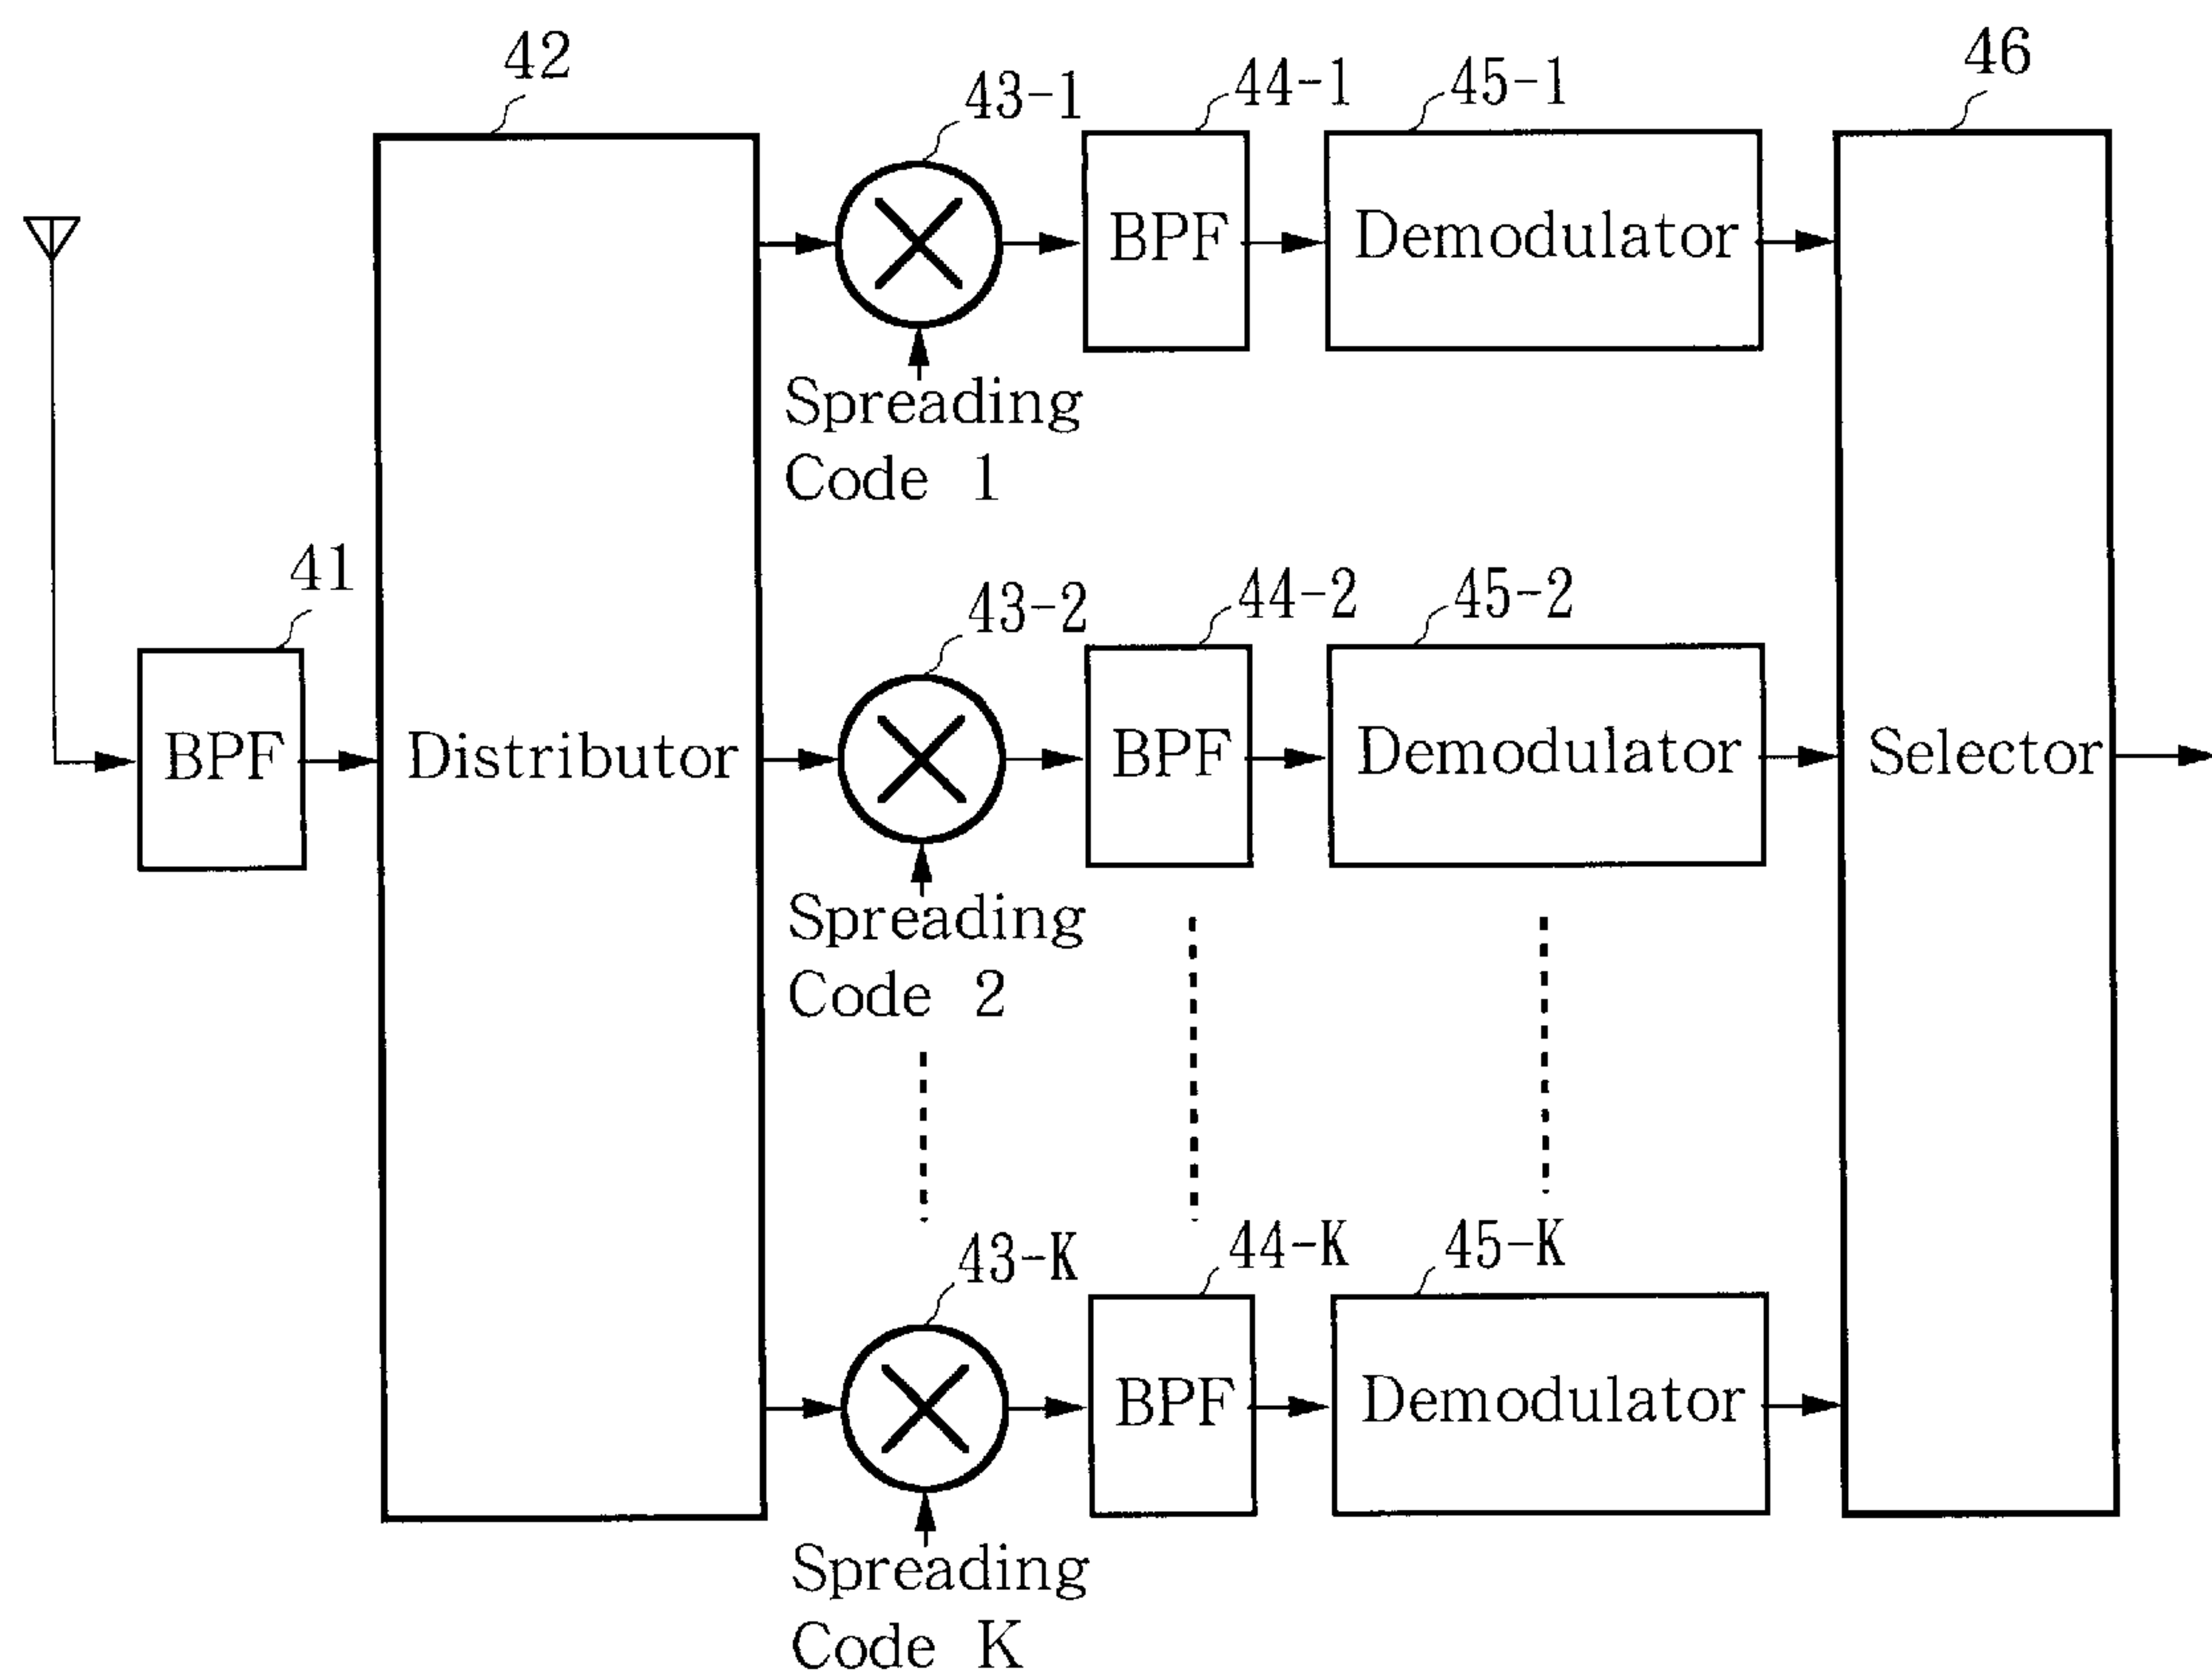 42
43-1
44-1
45-1
46
BPF
Demodulator
Spreading
Code 1
41
43-2
44-2
45-2
BPF
Distributor
BPF
Demodulator
Selector
Spreading
Code 2
43-K
44-K
45-K
BPF
Demodulator
Spreading
Code K